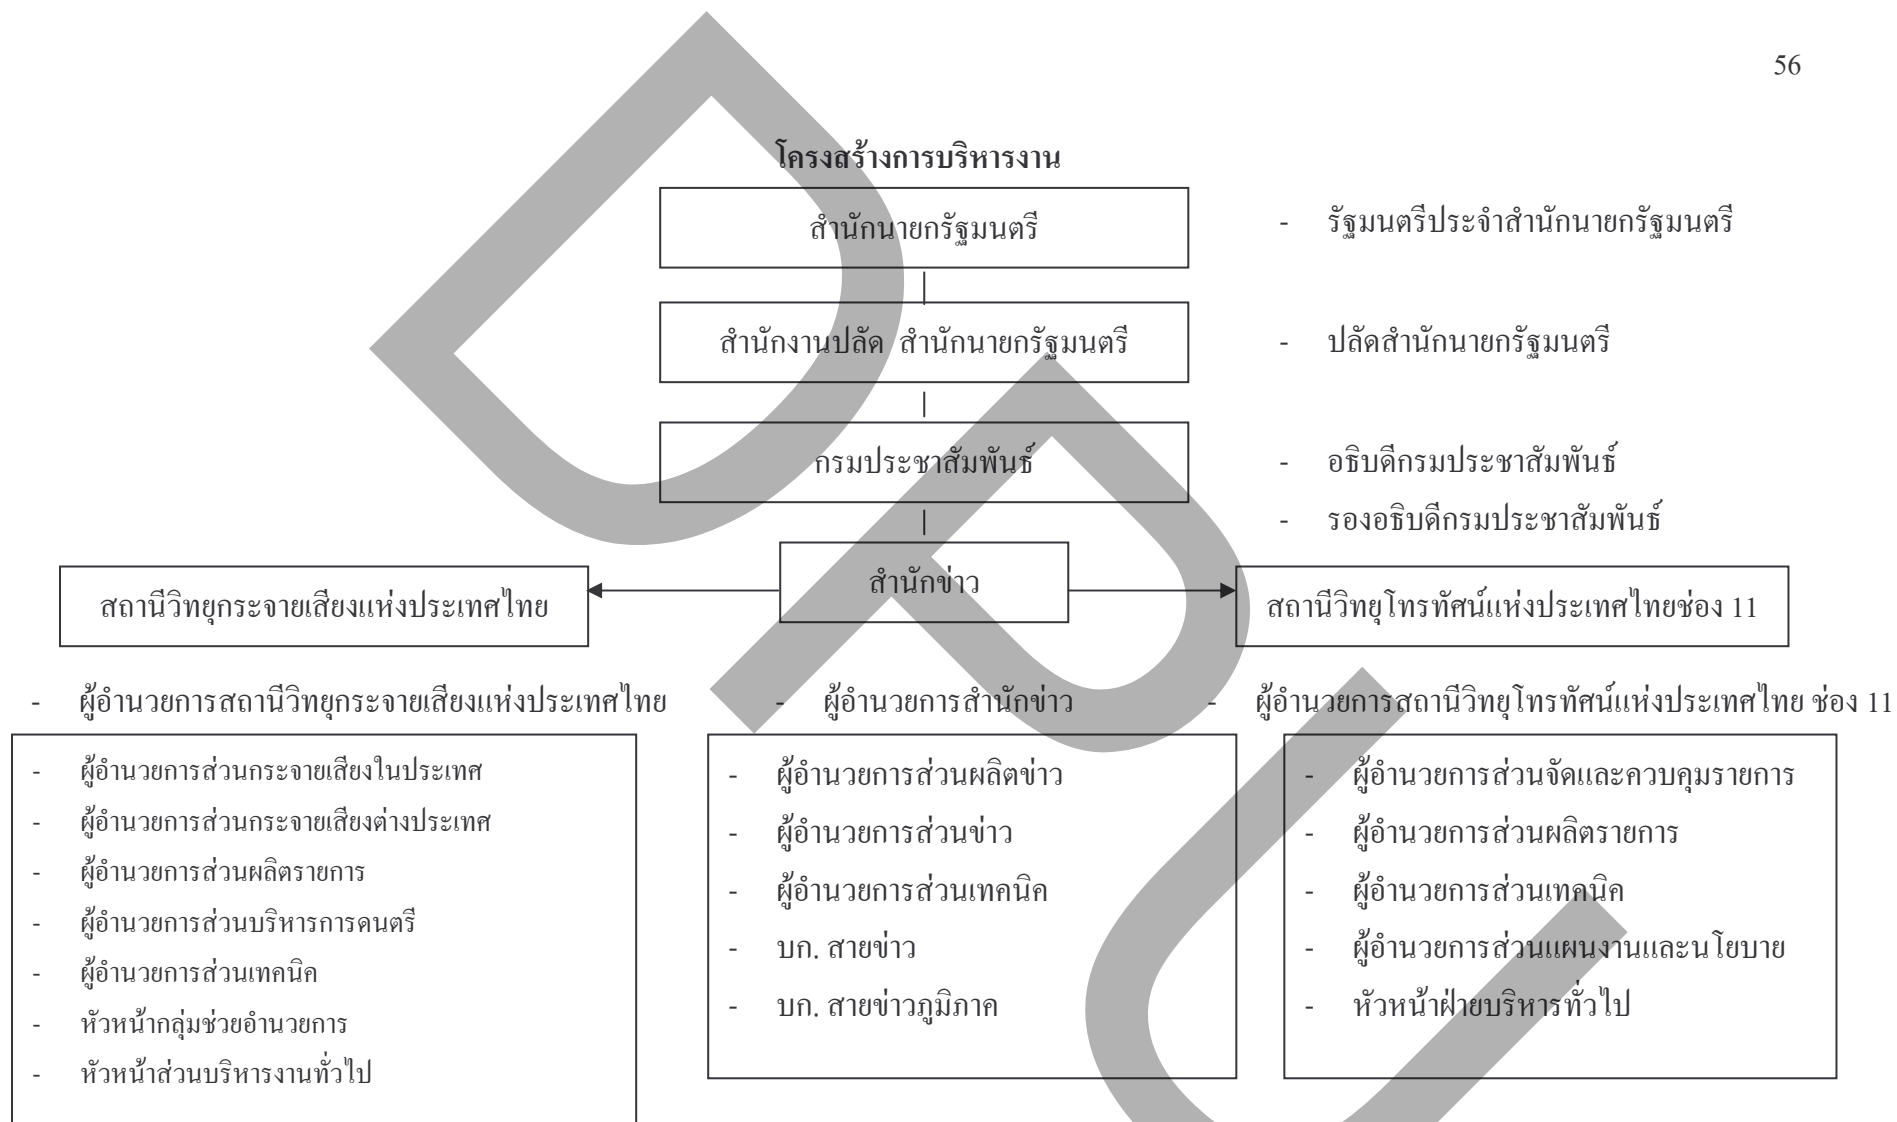 56
โครงสร้างการบริหารงาน
สำนักนายกรัฐมนตรี
- รัฐมนตรีประจำสำนักนายกรัฐมนตรี
สำนักงานปลัด สำนักนายกรัฐมนตรี
- ปลัดสำนักนายกรัฐมนตรี
กรมประชาสัมพันธ์
- อธิบดีกรมประชาสัมพันธ์
- รองอธิบดีกรมประชาสัมพันธ์
สำนักข่าว
สถานีวิทยุกระจายเสียงแห่งประเทศไทย
สถานีวิทยุโทรทัศน์แห่งประเทศไทยช่อง 11
- ผู้อำนวยการสถานีวิทยุกระจายเสียงแห่งประเทศไทย
- ผู้อำนวยการสำนักข่าว
- ผู้อำนวยการสถานีวิทยุโทรทัศน์แห่งประเทศไทย ช่อง 11
- ผู้อำนวยการส่วนกระจายเสียงในประเทศ
- ผู้อำนวยการส่วนกระจายเสียงต่างประเทศ
- ผู้อำนวยการส่วนผลิตรายการ
- ผู้อำนวยการส่วนบริหารการดนตรี
- ผู้อำนวยการส่วนเทคนิค
- หัวหน้ากลุ่มช่วยอำนวยการ
- หัวหน้าส่วนบริหารงานทั่วไป
- ผู้อำนวยการส่วนผลิตข่าว
- ผู้อำนวยการส่วนข่าว
- ผู้อำนวยการส่วนเทคนิค
- บก. สายข่าว
- บก. สายข่าวภูมิภาค
- ผู้อำนวยการส่วนจัดและควบคุมรายการ
- ผู้อำนวยการส่วนผลิตรายการ
- ผู้อำนวยการส่วนเทคนิค
- ผู้อำนวยการส่วนแผนงานและนโยบาย
- หัวหน้าฝ่ายบริหารทั่วไป
DPU